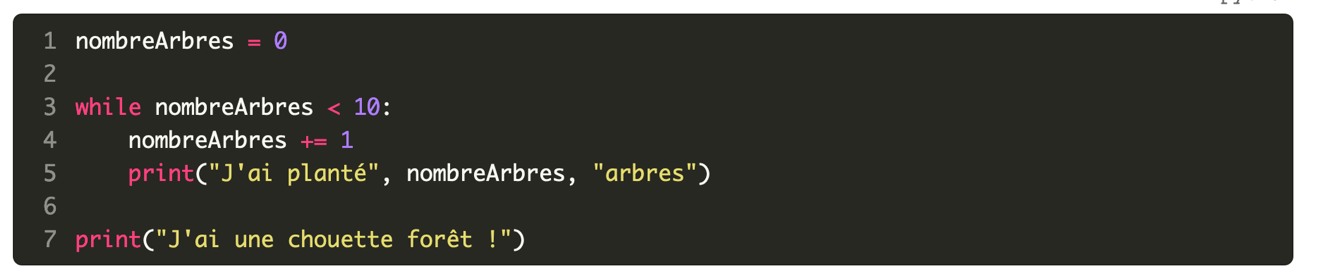 1 nombreArbres = 0
2
3 while nombreArbres < 10:
4     nombreArbres += 1
5     print("J'ai planté", nombreArbres, "arbres")
6
7 print("J'ai une chouette forêt !")